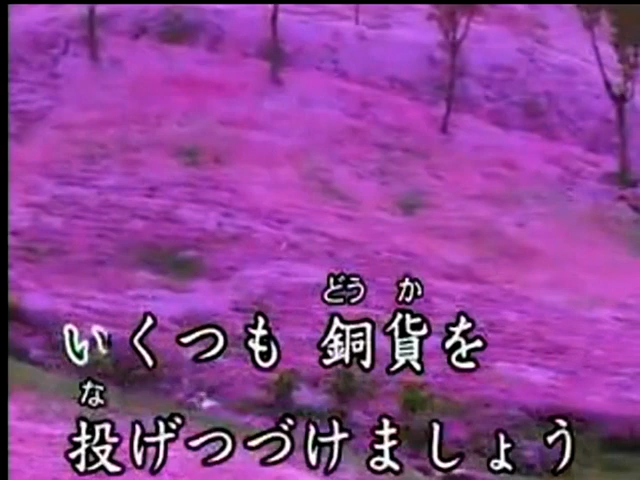 どうか
いくつも 銅貨を
な
投げつづけましょう